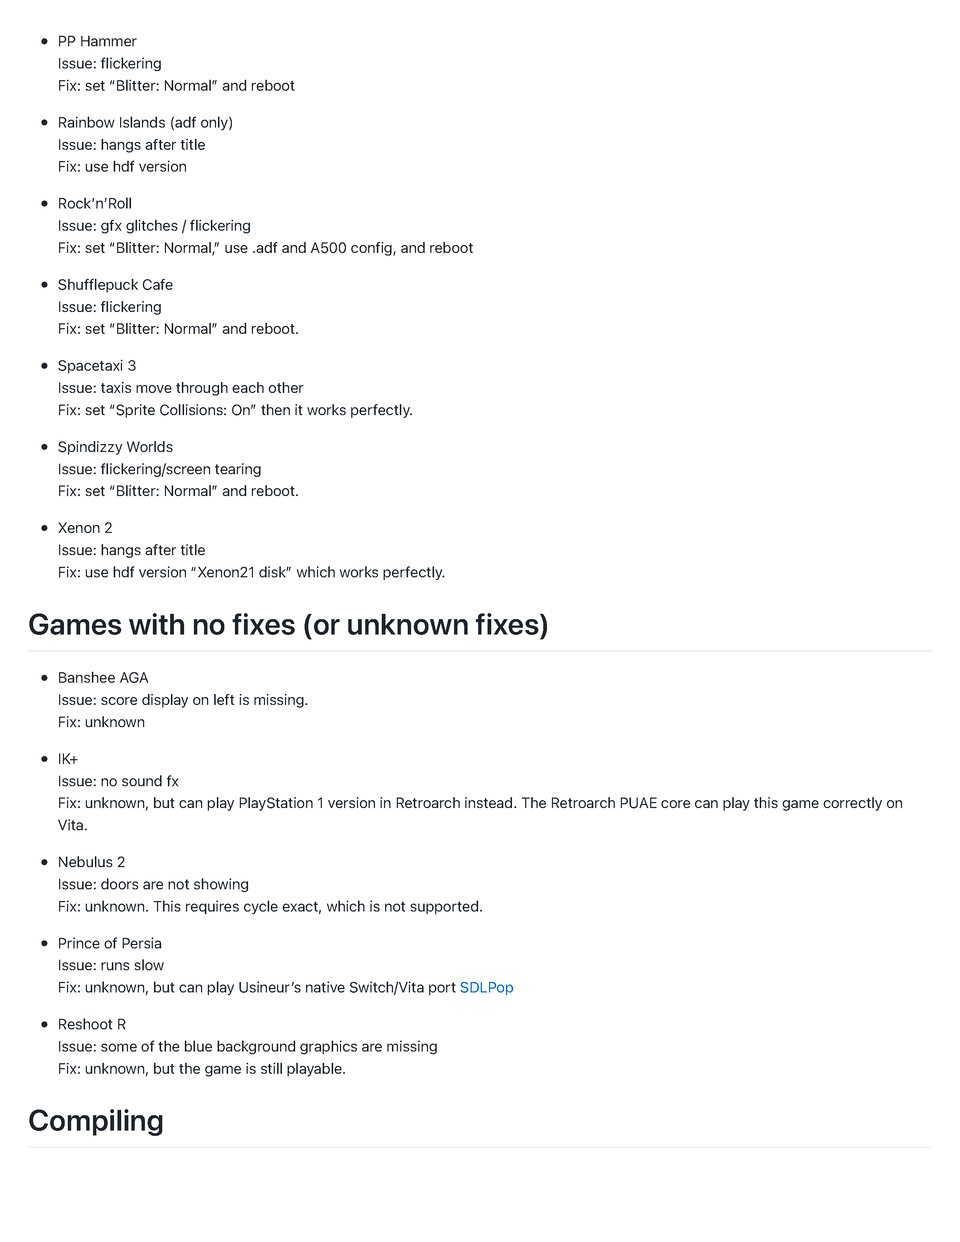 PP Hammer
Issue: flickering
Fix: set “Blitter: Normal” and reboot
Rainbow Islands (adf only)
Issue: hangs after title
Fix: use hdf version
Rock’n’Roll
Issue: gfx glitches / flickering
Fix: set “Blitter: Normal,” use .adf and A500 config, and reboot
Shufflepuck Cafe
Issue: flickering
Fix: set “Blitter: Normal” and reboot.
Spacetaxi 3
Issue: taxis move through each other
Fix: set “Sprite Collisions: On” then it works perfectly.
Spindizzy Worlds
Issue: flickering/screen tearing
Fix: set “Blitter: Normal” and reboot.
Xenon 2
Issue: hangs after title
Fix: use hdf version “Xenon21 disk” which works perfectly.
Games with no fixes (or unknown fixes)
Banshee AGA
Issue: score display on left is missing.
Fix: unknown
IK+
Issue: no sound fx
Fix: unknown, but can play PlayStation 1 version in Retroarch instead. The Retroarch PUAE core can play this game correctly on
Vita.
Nebulus 2
Issue: doors are not showing
Fix: unknown. This requires cycle exact, which is not supported.
Prince of Persia
Issue: runs slow
Fix: unknown, but can play Usineur’s native Switch/Vita port SDLPop
Reshoot R
Issue: some of the blue background graphics are missing
Fix: unknown, but the game is still playable.
Compiling